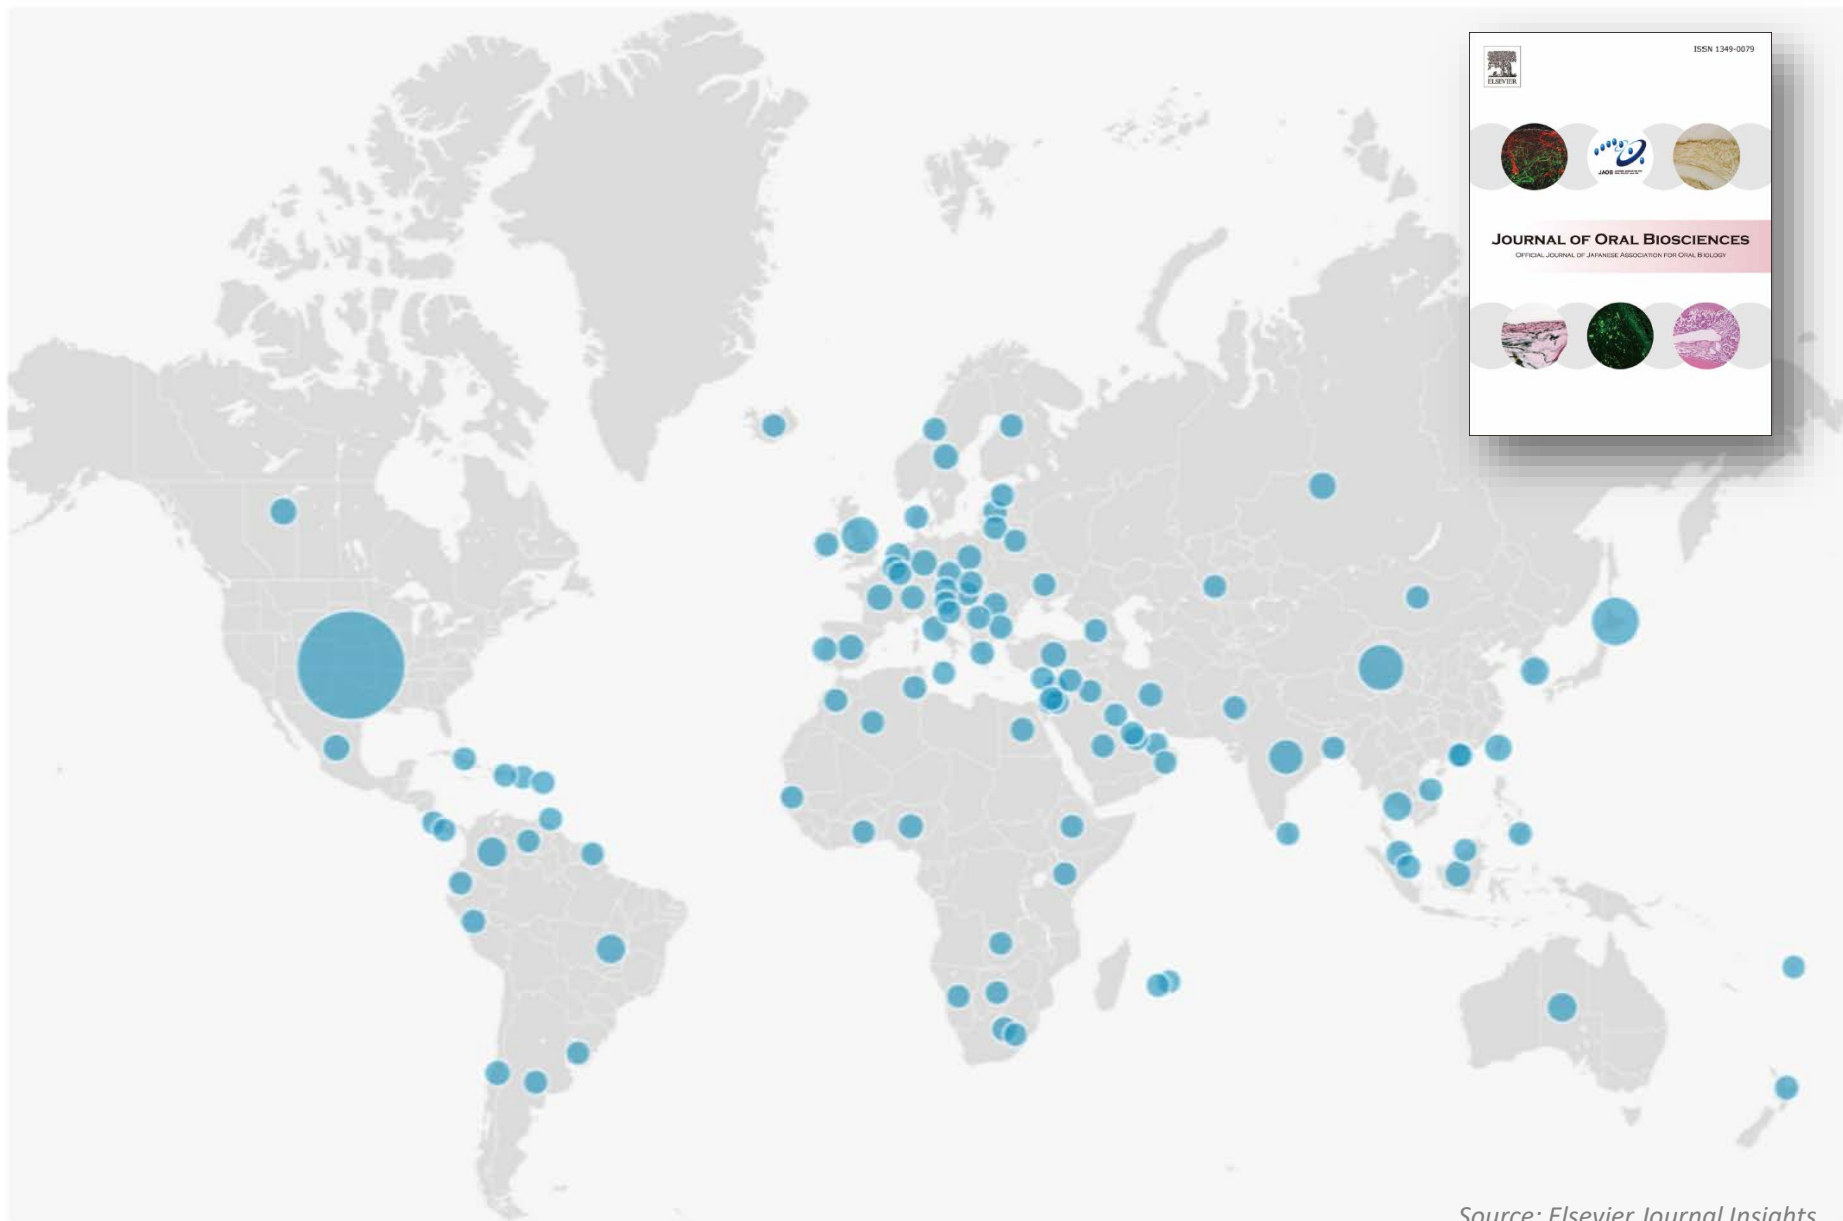 ISSN 1349-0079
ELSEVIER
JAOB
JOURNAL OF ORAL BIOSCIENCES
OFFICIAL JOURNAL OF JAPANESE ASSOCIATION FOR ORAL BIOLOGY
Source: Elsevier Journal Insights